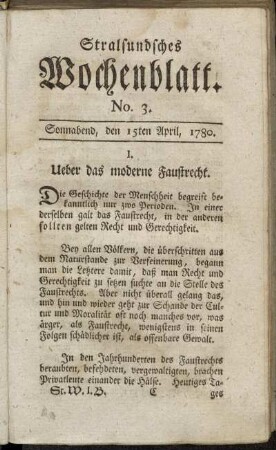 Stralsundsches
Wochenblatt.
No. 3.
Sonnabend, den 15ten April, 1780.
I.
Ueber das moderne Faustrecht.
Die Geschichte der Menschheit begreift be-
kanntlich nur zwo Perioden. In einer
derselben galt das Faustrecht, in der anderen
sollten gelten Recht und Gerechtigkeit.
Bey allen Völkern, die überschritten aus
dem Naturstande zur Verfeinerung, begann
man die Letztere damit, daß man Recht und
Gerechtigkeit zu setzen suchte an die Stelle des
Faustrechts. Aber nicht überall gelang das,
und hin und wieder geht zur Schande der Cul-
tur und Moralität oft noch manches vor, was
ärger, als Faustrecht, wenigstens in seinen
Folgen schädlicher ist, als offenbare Gewalt.
In den Jahrhunderten des Faustrechts
beraubten, befehdeten, vergewaltigten, brachen
Privatleute einander die Hälse. Heutiges Ta-
St. W. 1. B. C ges